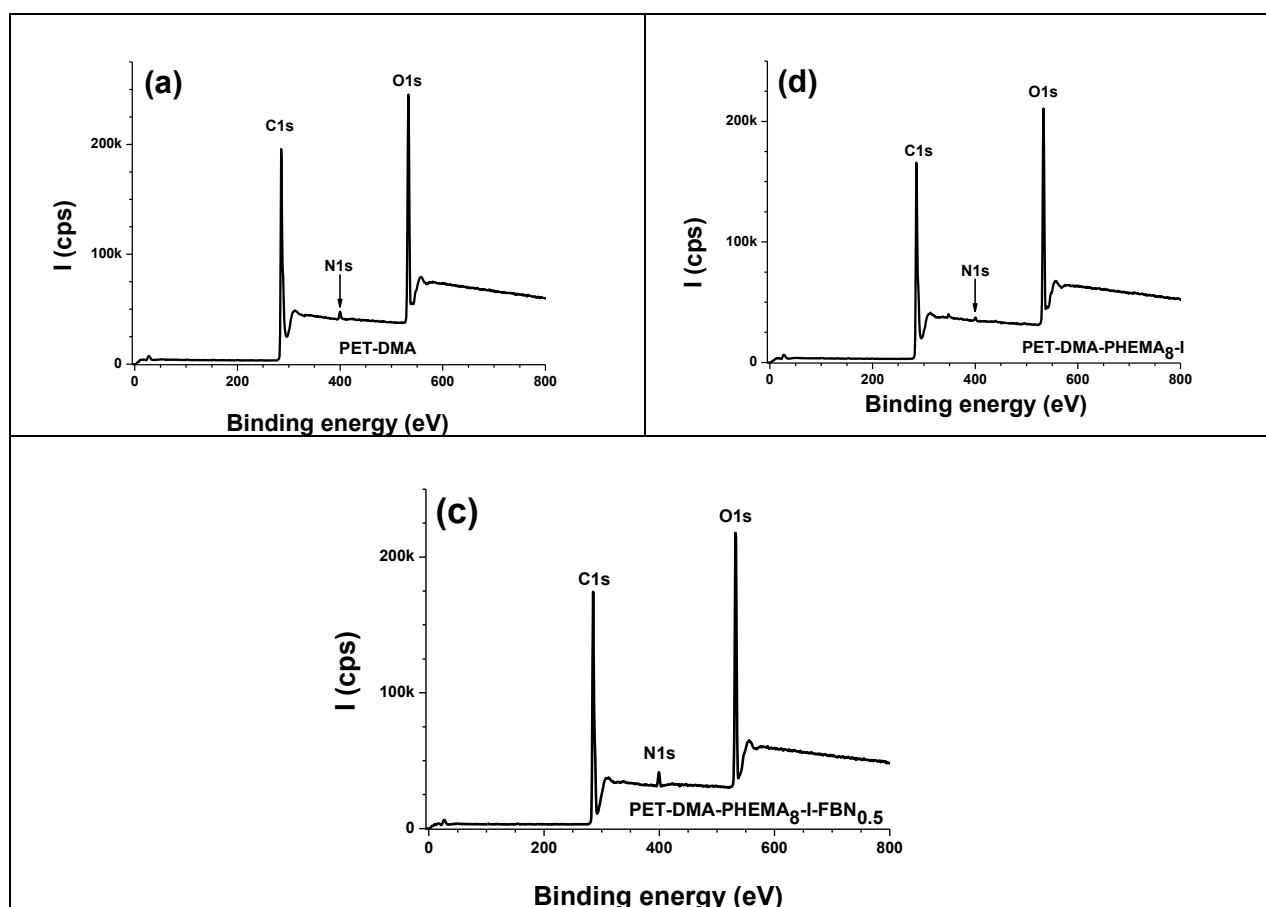 (a)
O1s
C1s
N1s
200k
100k
0
I (cps)
PET-DMA
0 200 400 600 800
Binding energy (eV)
(d)
O1s
C1s
N1s
200k
100k
0
I (cps)
PET-DMA-PHEMA8-I
0 200 400 600 800
Binding energy (eV)
(c)
O1s
C1s
N1s
200k
100k
0
I (cps)
PET-DMA-PHEMA8-I-FBN0.5
0 200 400 600 800
Binding energy (eV)